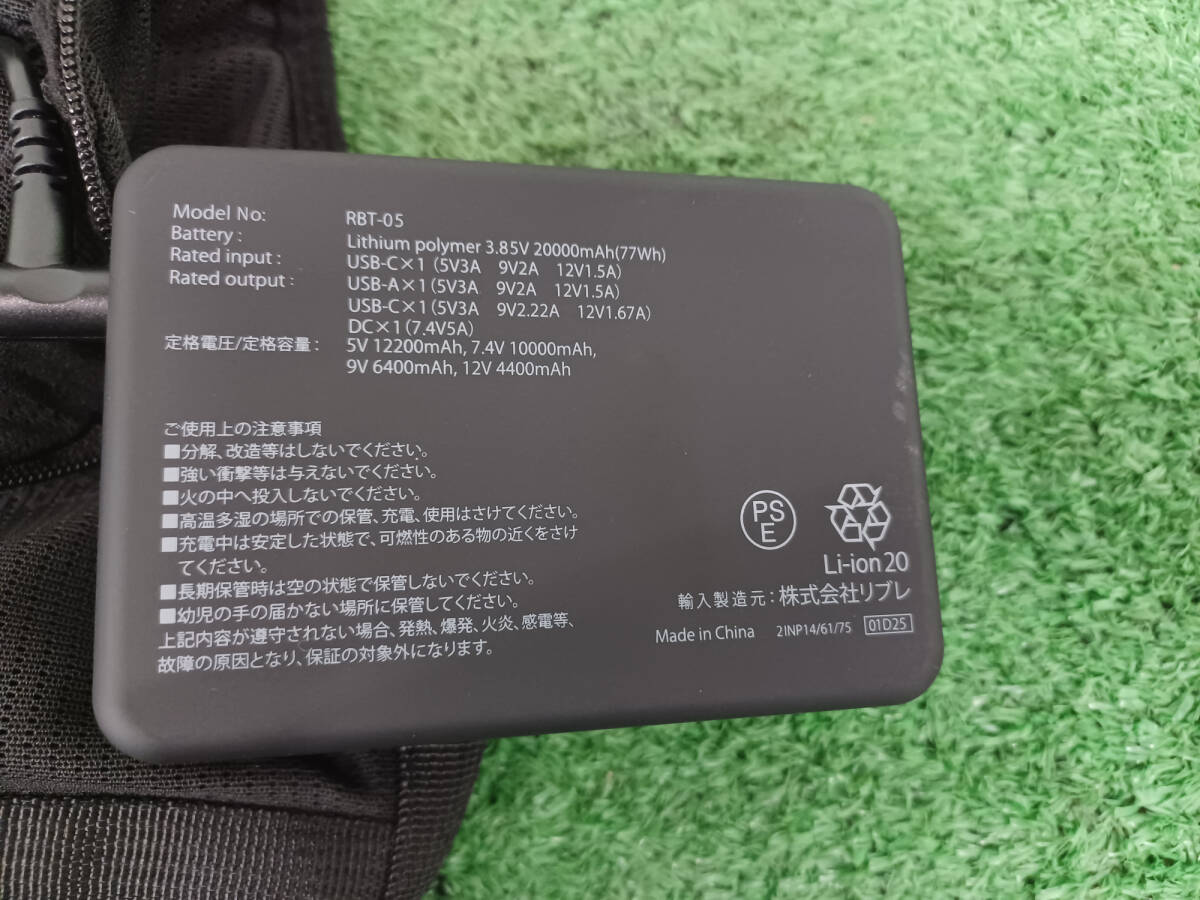 Model No: RBT-05
Battery : Lithium polymer 3.85V 20000mAh(77Wh)
Rated input : USB-C×1 (5V3A 9V2A 12V1.5A)
Rated output : USB-A×1 (5V3A 9V2A 12V1.5A)
USB-C×1 (5V3A 9V2.22A 12V1.67A)
DC×1 (7.4V5A)
定格電圧/定格容量 : 5V 12200mAh, 7.4V 10000mAh,
9V 6400mAh, 12V 4400mAh
ご使用上の注意事項
■分解、改造等はしないでください。
■強い衝撃等は与えないでください。
■火の中へ投入しないでください。
■高温多湿の場所での保管、充電、使用はさけてください。
■充電中は安定した状態で、可燃性のある物の近くをさけ
てください。
■長期保管時は空の状態で保管しないでください。
■幼児の手の届かない場所に保管してください。
上記内容が遵守されない場合、発熱、爆発、火炎、感電等、
故障の原因となり、保証の対象外になります。
PS
E
Li-ion 20
輸入製造元 : 株式会社リブレ
Made in China 2INP14/61/75 01D25